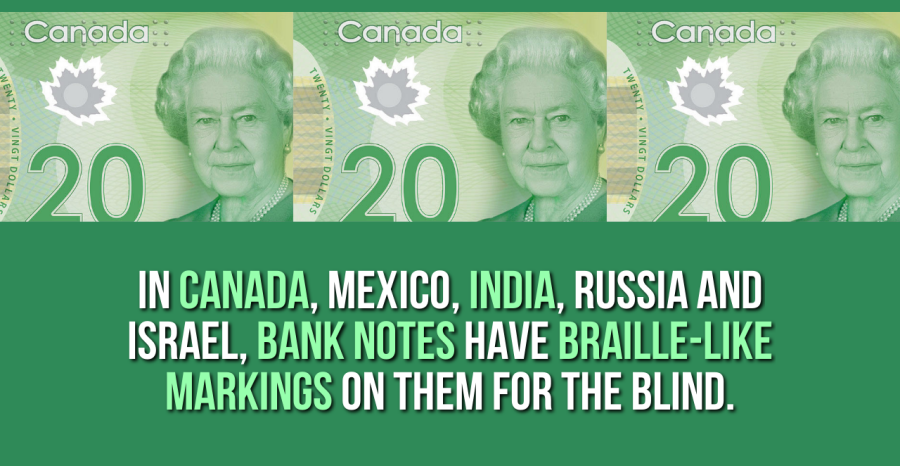 Canada Canada Canada
TWENTY • VINGT DOLLARS TWENTY • VINGT DOLLARS TWENTY • VINGT DOLLARS
20 20 20
IN CANADA, MEXICO, INDIA, RUSSIA AND
ISRAEL, BANK NOTES HAVE BRAILLE-LIKE
MARKINGS ON THEM FOR THE BLIND.